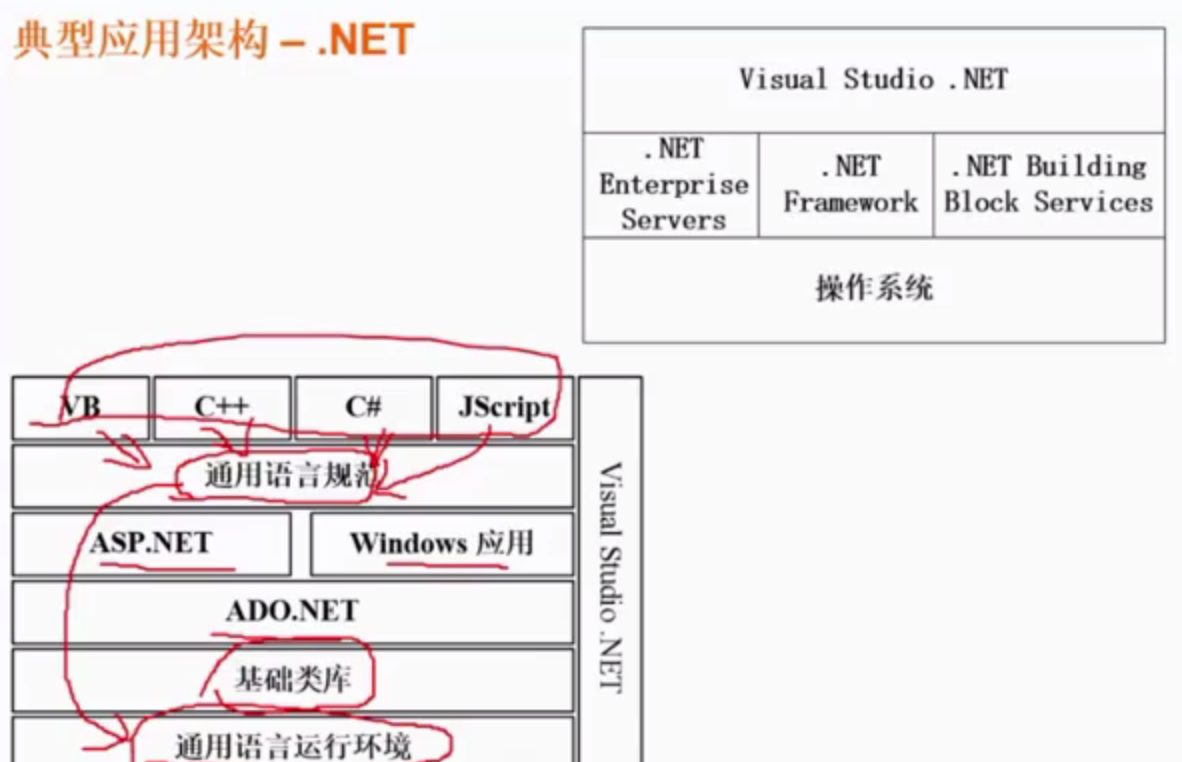 典型应用架构 – .NET
Visual Studio .NET
.NET
Enterprise
Servers
.NET
Framework
.NET Building
Block Services
操作系统
VB
C++
C#
JScript
通用语言规范
ASP.NET
Windows 应用
ADO.NET
基础类库
通用语言运行环境
Visual Studio .NET